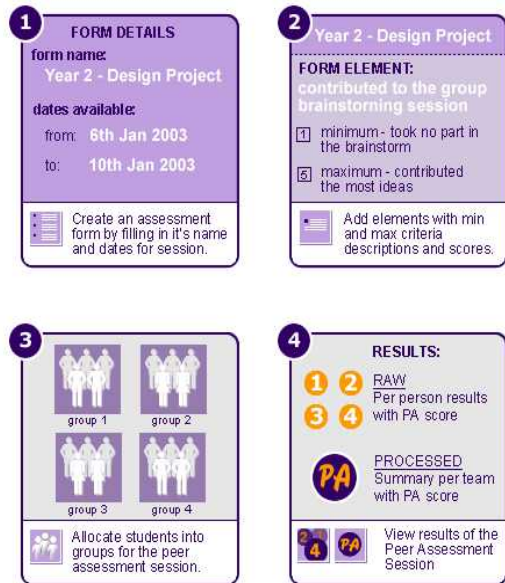 1
FORM DETAILS
form name:
Year 2 - Design Project
dates available:
from: 6th Jan 2003
to: 10th Jan 2003
Create an assessment
form by filling in it's name
and dates for session.
2
Year 2 - Design Project
FORM ELEMENT:
contributed to the group
brainstorning session
1 minimum - took no part in
the brainstorm
5 maximum - contributed
the most ideas
Add elements with min
and max criteria
descriptions and scores.
3
group 1 group 2
group 3 group 4
Allocate students into
groups for the peer
assessment session.
4
RESULTS:
1 2 RAW
Per person results
3 4 with PA score
PA PROCESSED
Summary per team
with PA score
4 PA
View results of the
Peer Assessment
Session